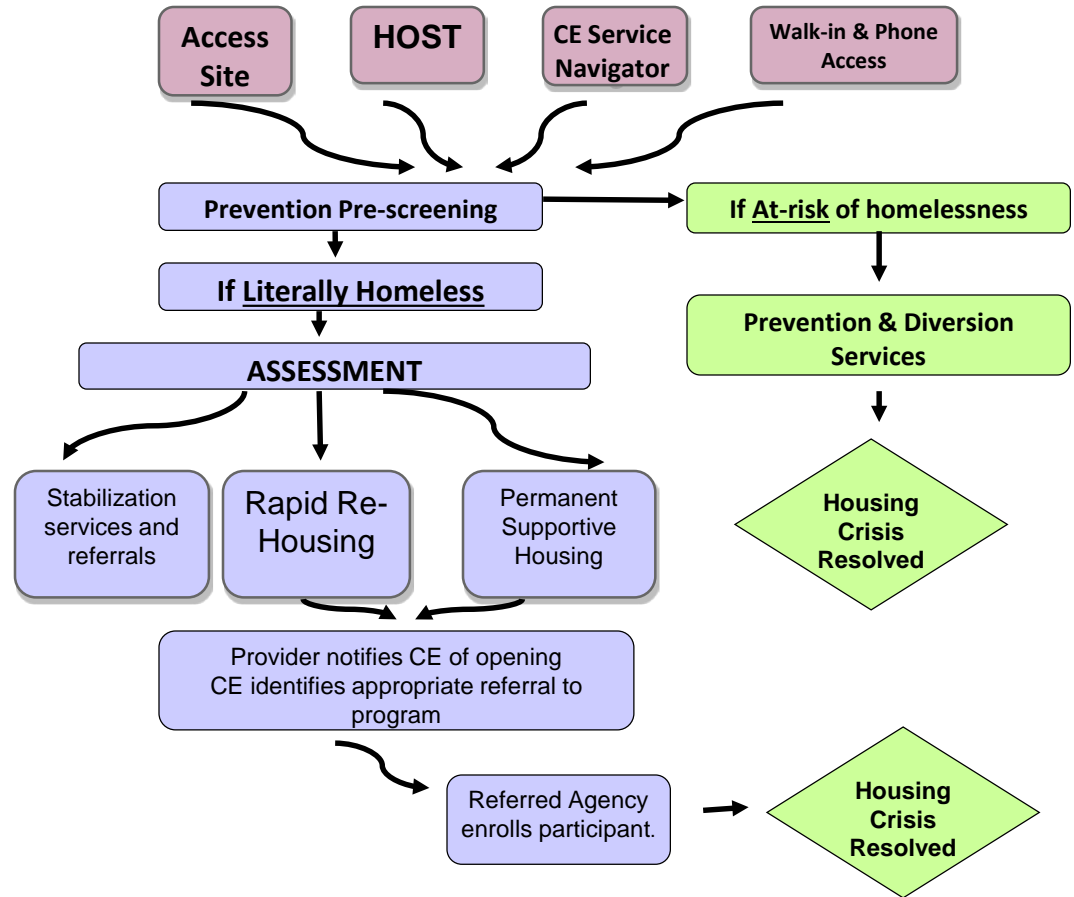 Access
Site
HOST
CE Service
Navigator
Walk-in & Phone
Access
Prevention Pre-screening
If At-risk of homelessness
If Literally Homeless
Prevention & Diversion
Services
ASSESSMENT
Stabilization
services and
referrals
Rapid Re-
Housing
Permanent
Supportive
Housing
Housing
Crisis
Resolved
Provider notifies CE of opening
CE identifies appropriate referral to
program
Referred Agency
enrolls participant.
Housing
Crisis
Resolved